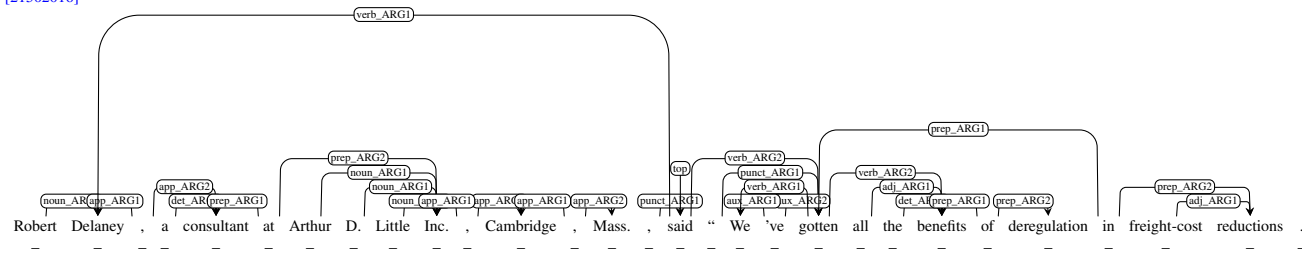 verb_ARG1
prep_ARG1
prep_ARG2 verb_ARG2
top
noun_ARG1 punct_ARG1 verb_ARG2
app_ARG2 noun_ARG1 verb_ARG1 adj_ARG1 prep_ARG2
app_ARG1 prep_ARG1 app_ARG1 app_ARG1 app_ARG2 punct_ARG1 aux_ARG1 prep_ARG1 prep_ARG2 adj_ARG1
Robert Delaney , a consultant at Arthur D. Little Inc. , Cambridge , Mass. , said “ We 've gotten all the benefits of deregulation in freight-cost reductions .